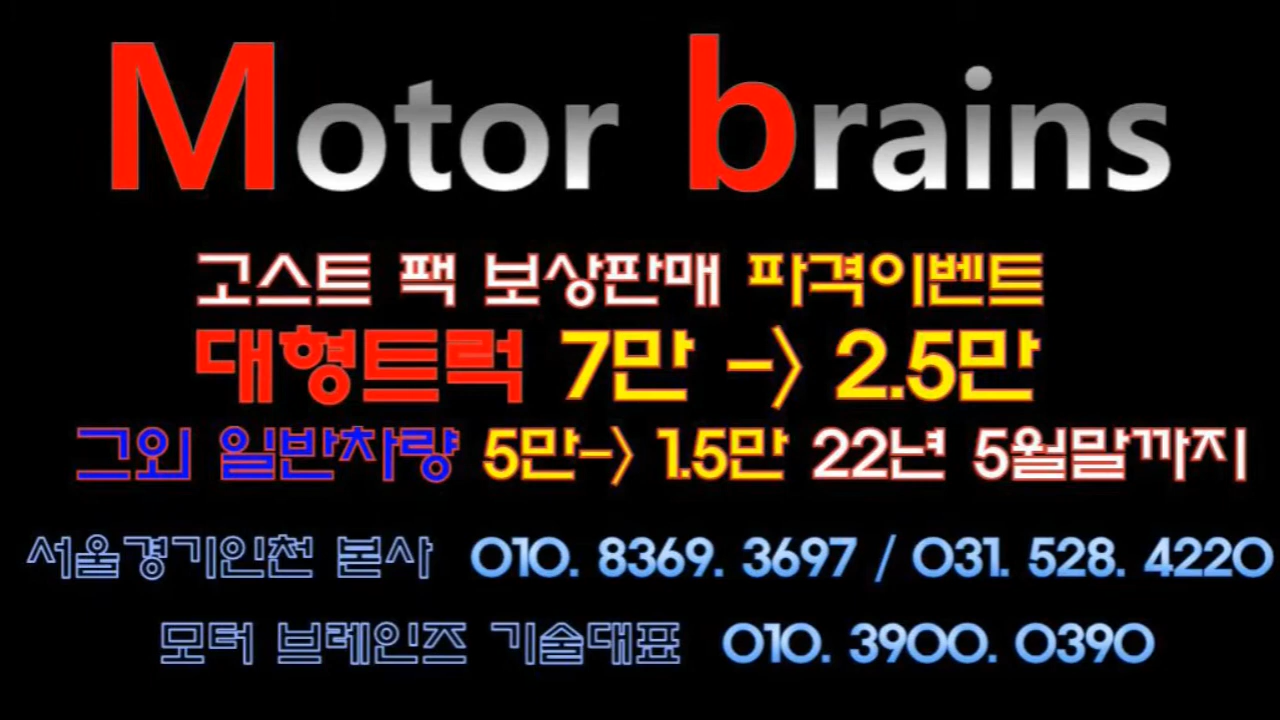 Motor brains
고스트 팩 보상판매 파격이벤트
대형트럭 7만 -> 2.5만
그외 일반차량 5만-> 1.5만 22년 5월말까지
서울경기인천 본사 010. 8369. 3697 / 031. 528. 4220
모터 브레인즈 기술대표 010. 3900. 0390